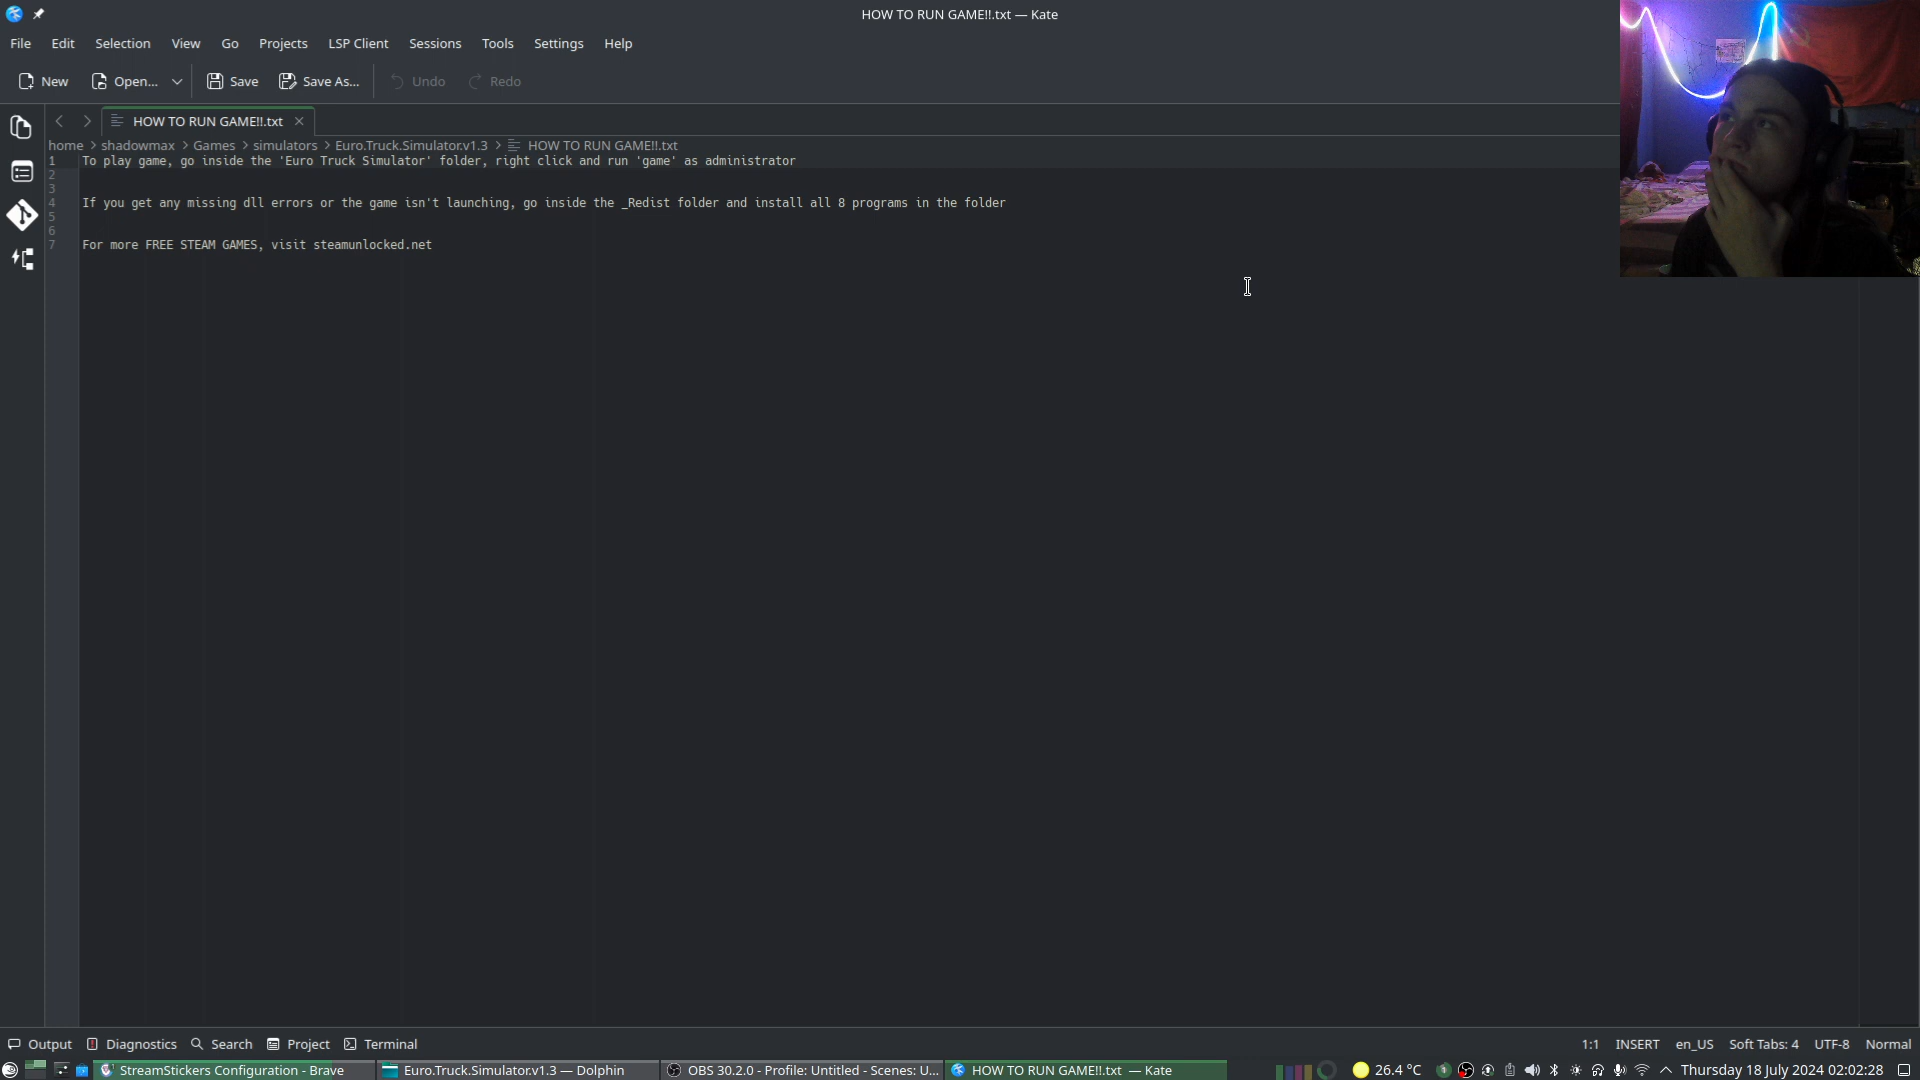 HOW TO RUN GAME!!.txt — Kate
File Edit Selection View Go Projects LSP Client Sessions Tools Settings Help
New Open... Save Save As... Undo Redo
HOW TO RUN GAME!!.txt
home > shadowmax > Games > simulators > Euro.Truck.Simulator.v1.3 > HOW TO RUN GAME!!.txt
1 To play game, go inside the 'Euro Truck Simulator' folder, right click and run 'game' as administrator
2
3
4 If you get any missing dll errors or the game isn't launching, go inside the _Redist folder and install all 8 programs in the folder
5
6
7 For more FREE STEAM GAMES, visit steamunlocked.net
Output Diagnostics Search Project Terminal 1:1 INSERT en_US Soft Tabs: 4 UTF-8 Normal
StreamStickers Configuration - Brave Euro.Truck.Simulator.v1.3 — Dolphin OBS 30.2.0 - Profile: Untitled - Scenes: U... HOW TO RUN GAME!!.txt — Kate 26.4 °C Thursday 18 July 2024 02:02:28